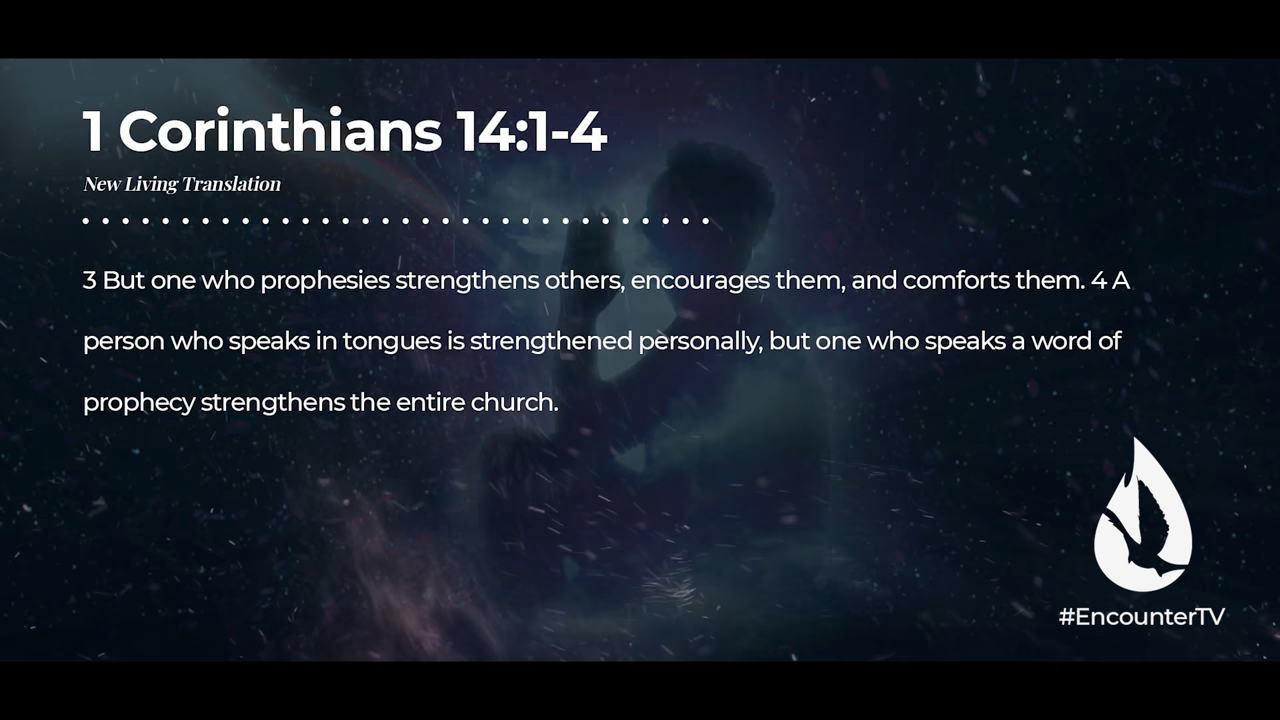 1 Corinthians 14:1-4
New Living Translation
3 But one who prophesies strengthens others, encourages them, and comforts them. 4 A
person who speaks in tongues is strengthened personally, but one who speaks a word of
prophecy strengthens the entire church.
#EncounterTV